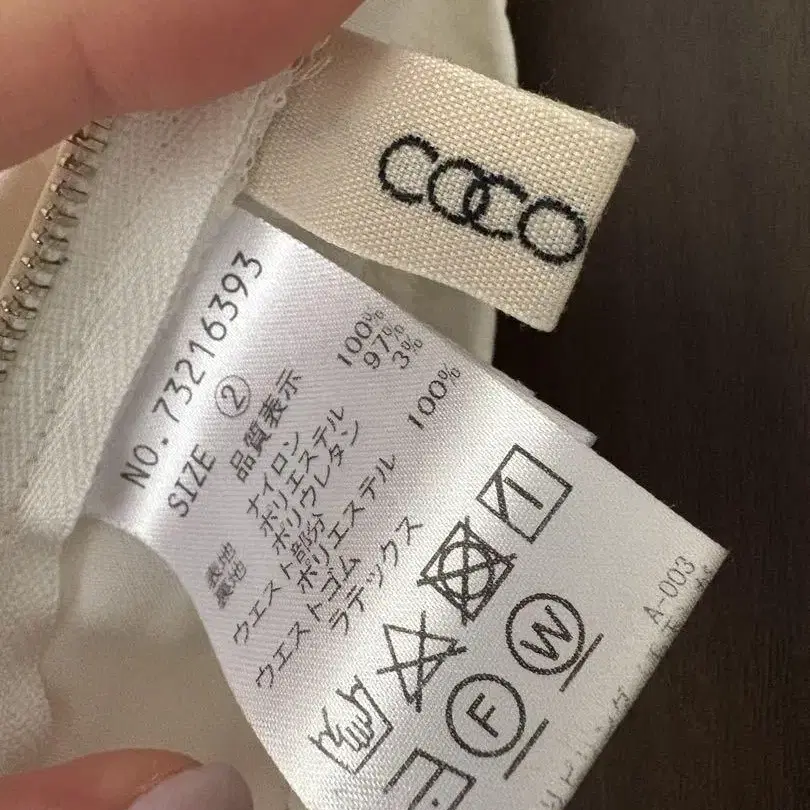 COCO
NO.73216393
SIZE ②
品質表示
表地 ナイロン 100%
裏地 ポリエステル 97%
ポリウレタン 3%
ウエスト部分
ポリエステル 100%
ウエストゴム
ラテックス
W
F
A-003